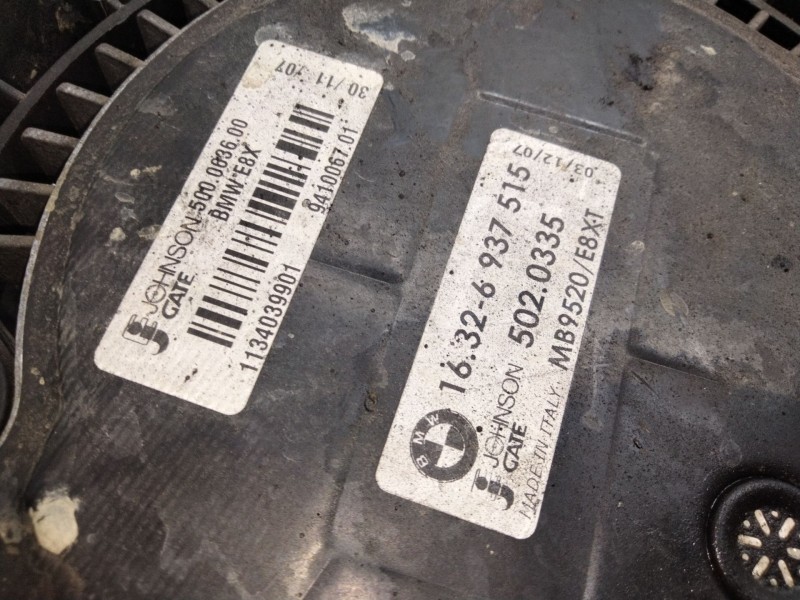 30/11/07
JOHNSON 500.0636.00
GATE BMW E8X
9410067.01
1134039901
03/12/07
16.32-6 937 515
BMW
JOHNSON 502.0335
GATE
MADE IN ITALY MB9520/E8XT